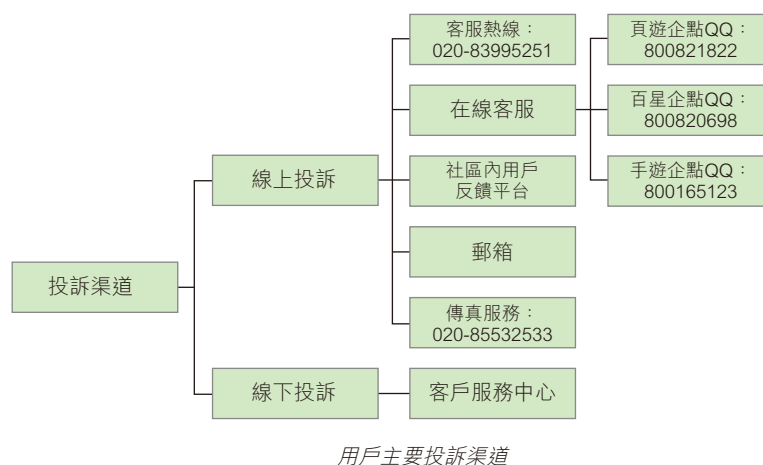 投訴渠道
線上投訴
客服熱線：
020-83995251
在線客服
頁遊企點QQ：
800821822
百星企點QQ：
800820698
手遊企點QQ：
800165123
社區內用戶
反饋平台
郵箱
傳真服務：
020-85532533
線下投訴
客戶服務中心
用戶主要投訴渠道